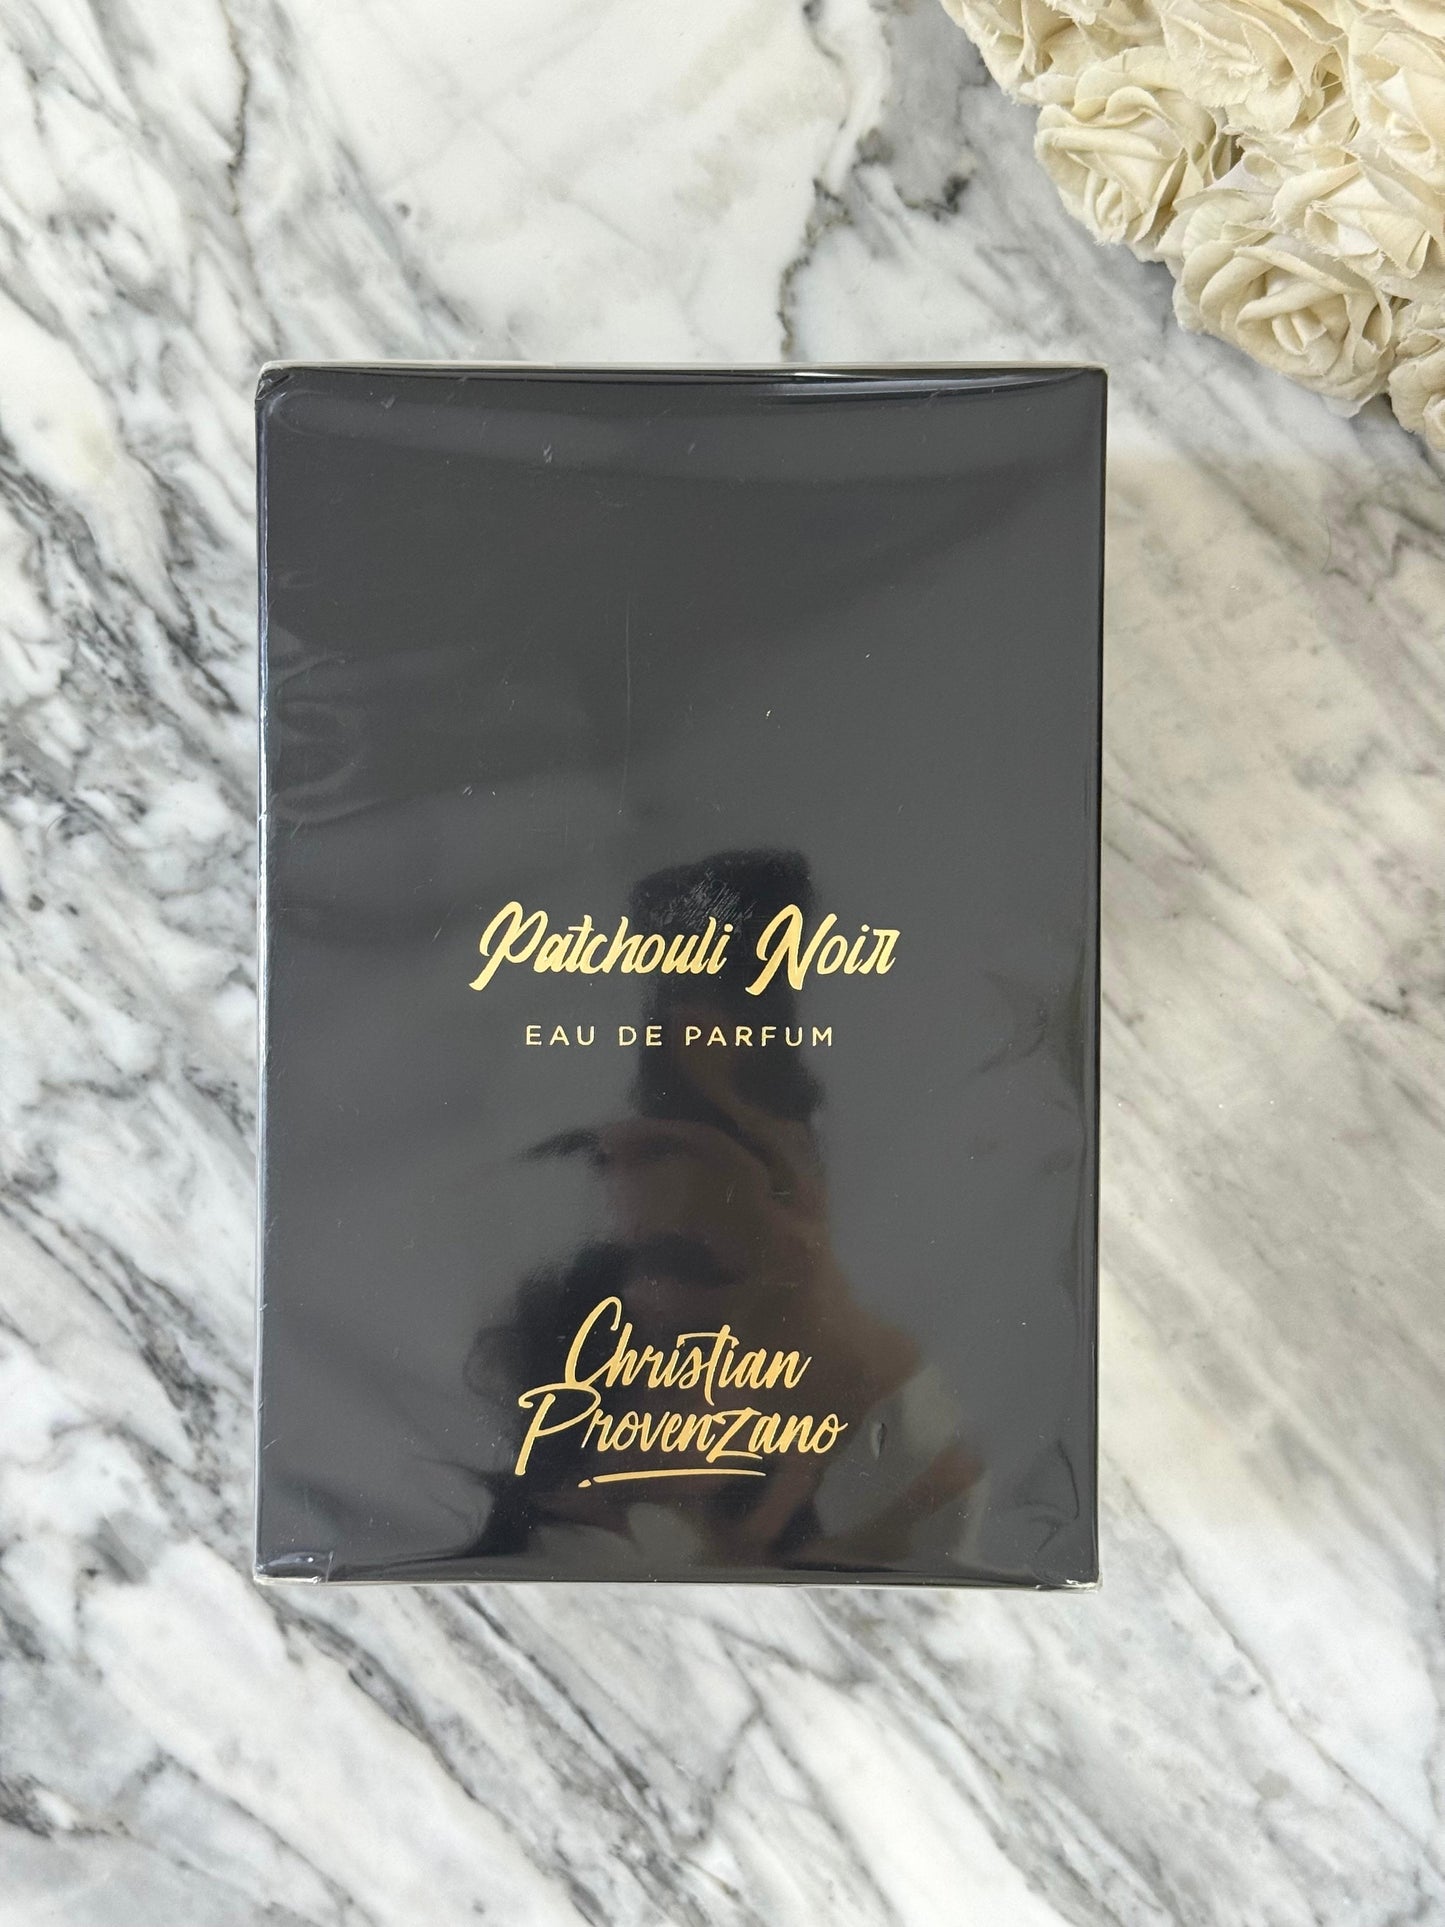 Patchouli Noir
EAU DE PARFUM
Christian
Provenzano